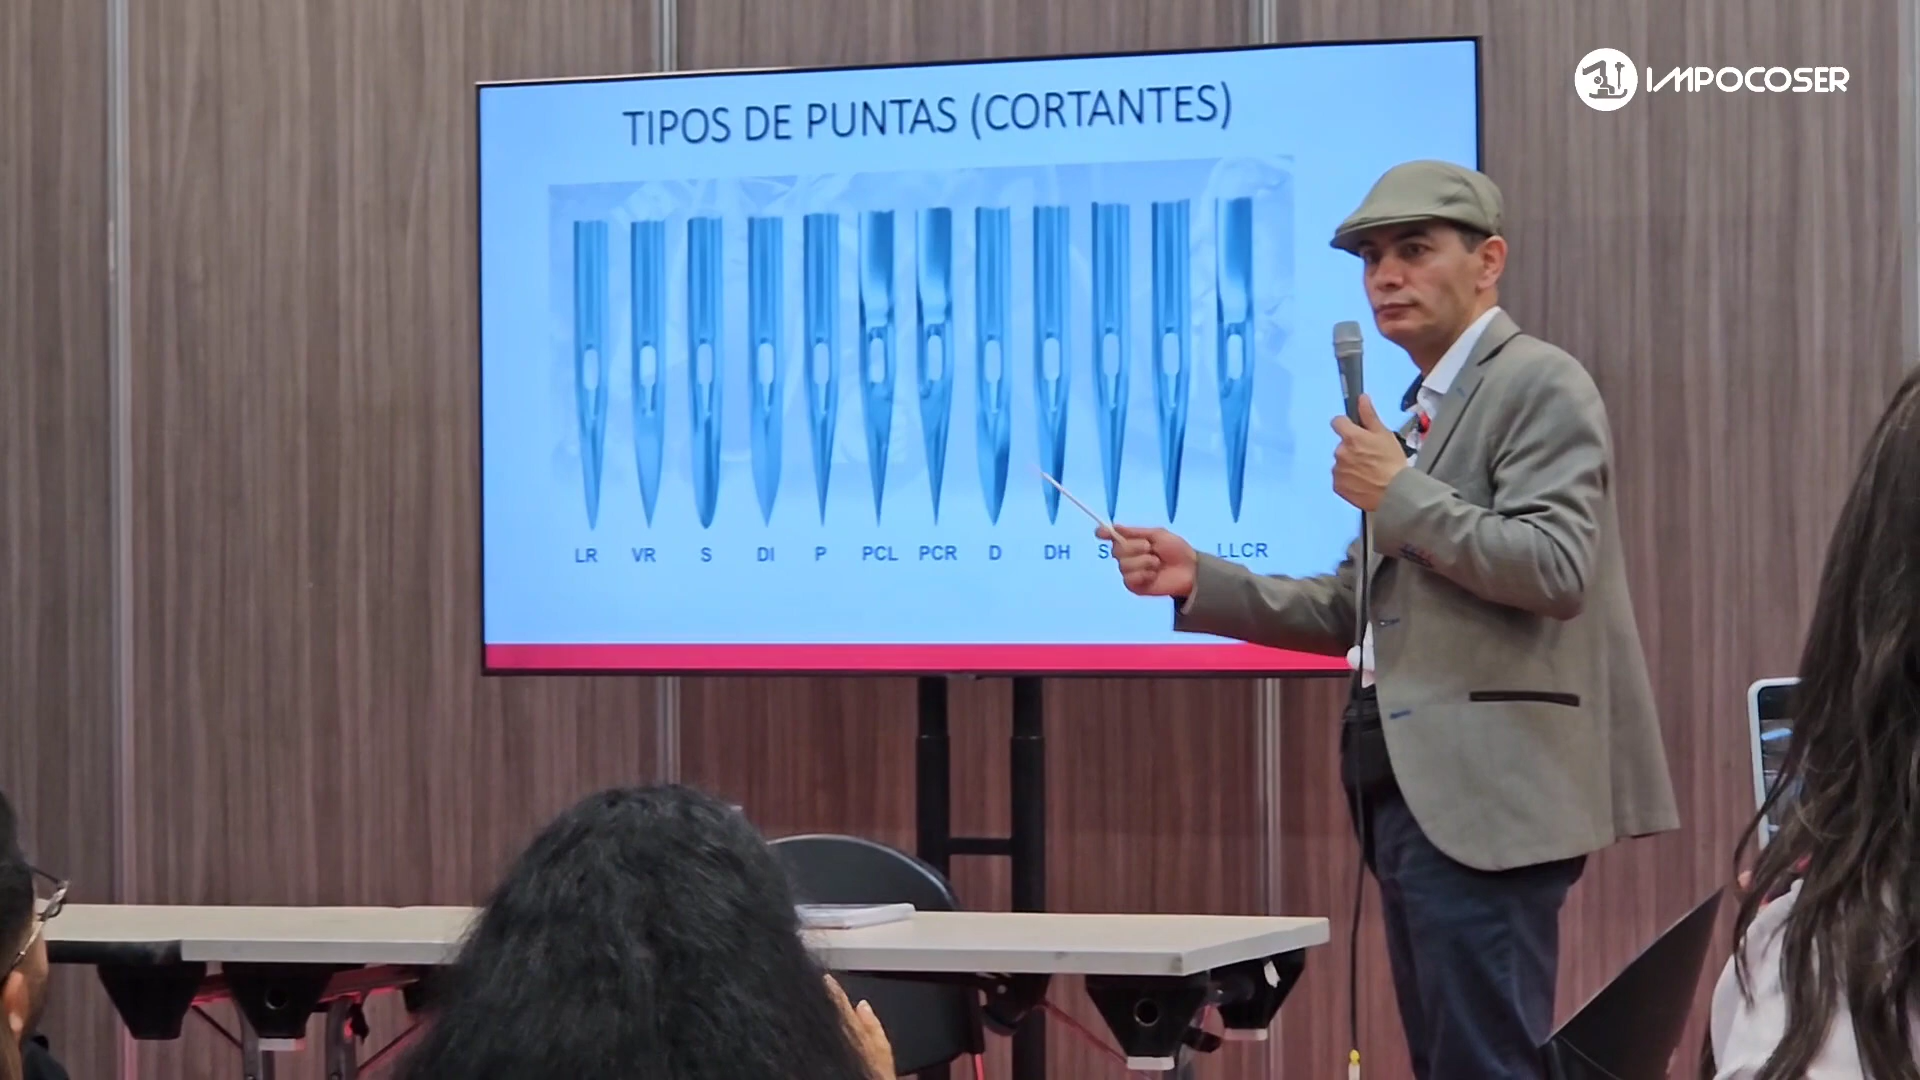 IMPOCOSER
TIPOS DE PUNTAS (CORTANTES)
LR VR S DI P PCL PCR D DH LLCR